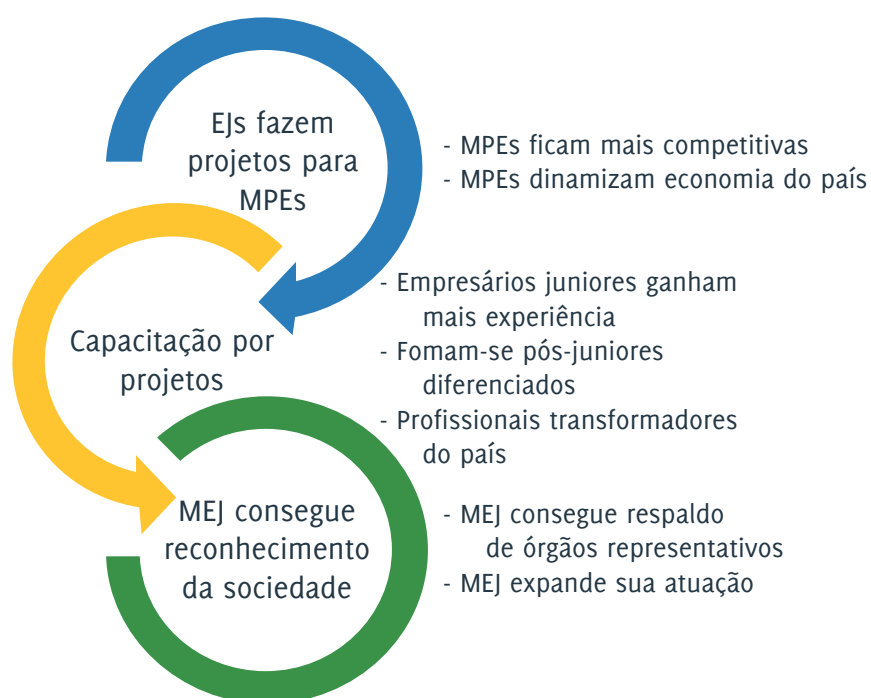 EJs fazem
projetos para
MPEs
- MPEs ficam mais competitivas
- MPEs dinamizam economia do país
Capacitação por
projetos
- Empresários juniores ganham
mais experiência
- Fomam-se pós-juniores
diferenciados
- Profissionais transformadores
do país
MEJ consegue
reconhecimento
da sociedade
- MEJ consegue respaldo
de órgãos representativos
- MEJ expande sua atuação